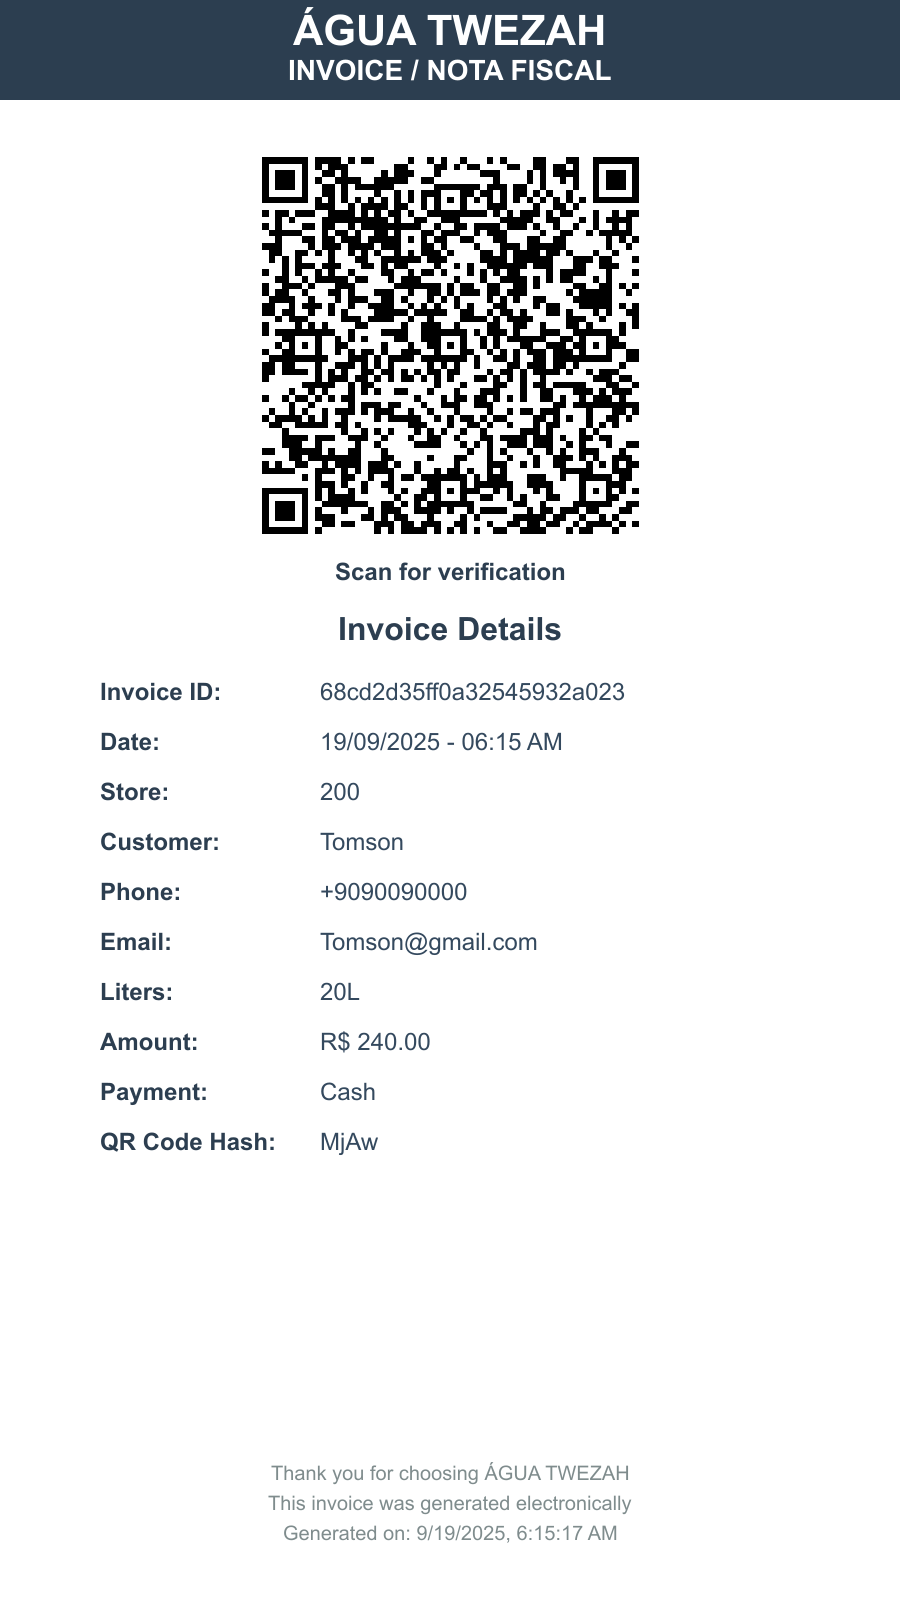 ÁGUA TWEZAH
INVOICE / NOTA FISCAL
Scan for verification
Invoice Details
Invoice ID: 68cd2d35ff0a32545932a023
Date: 19/09/2025 - 06:15 AM
Store: 200
Customer: Tomson
Phone: +9090090000
Email: Tomson@gmail.com
Liters: 20L
Amount: R$ 240.00
Payment: Cash
QR Code Hash: MjAw
Thank you for choosing ÁGUA TWEZAH
This invoice was generated electronically
Generated on: 9/19/2025, 6:15:17 AM